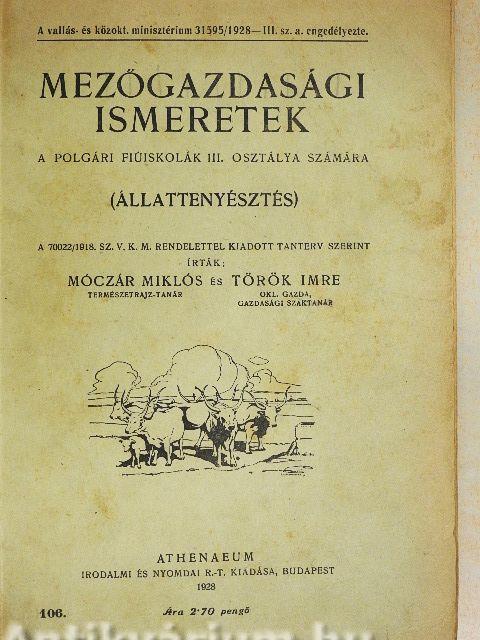 A vallás- és közokt. minisztérium 31595/1928—III. sz. a. engedélyezte.
MEZŐGAZDASÁGI
ISMERETEK
A POLGÁRI FIÚISKOLÁK III. OSZTÁLYA SZÁMÁRA
(ÁLLATTENYÉSZTÉS)
A 70022/1918. SZ. V. K. M. RENDELETTEL KIADOTT TANTERV SZERINT
ÍRTÁK:
MÓCZÁR MIKLÓS ÉS TÖRÖK IMRE
TERMÉSZETRAJZ-TANÁR OKL. GAZDA,
GAZDASÁGI SZAKTANÁR
ATHENAEUM
IRODALMI ÉS NYOMDAI R.-T. KIADÁSA, BUDAPEST
1928
106. Ára 2·70 pengő
Antikvárium.hu